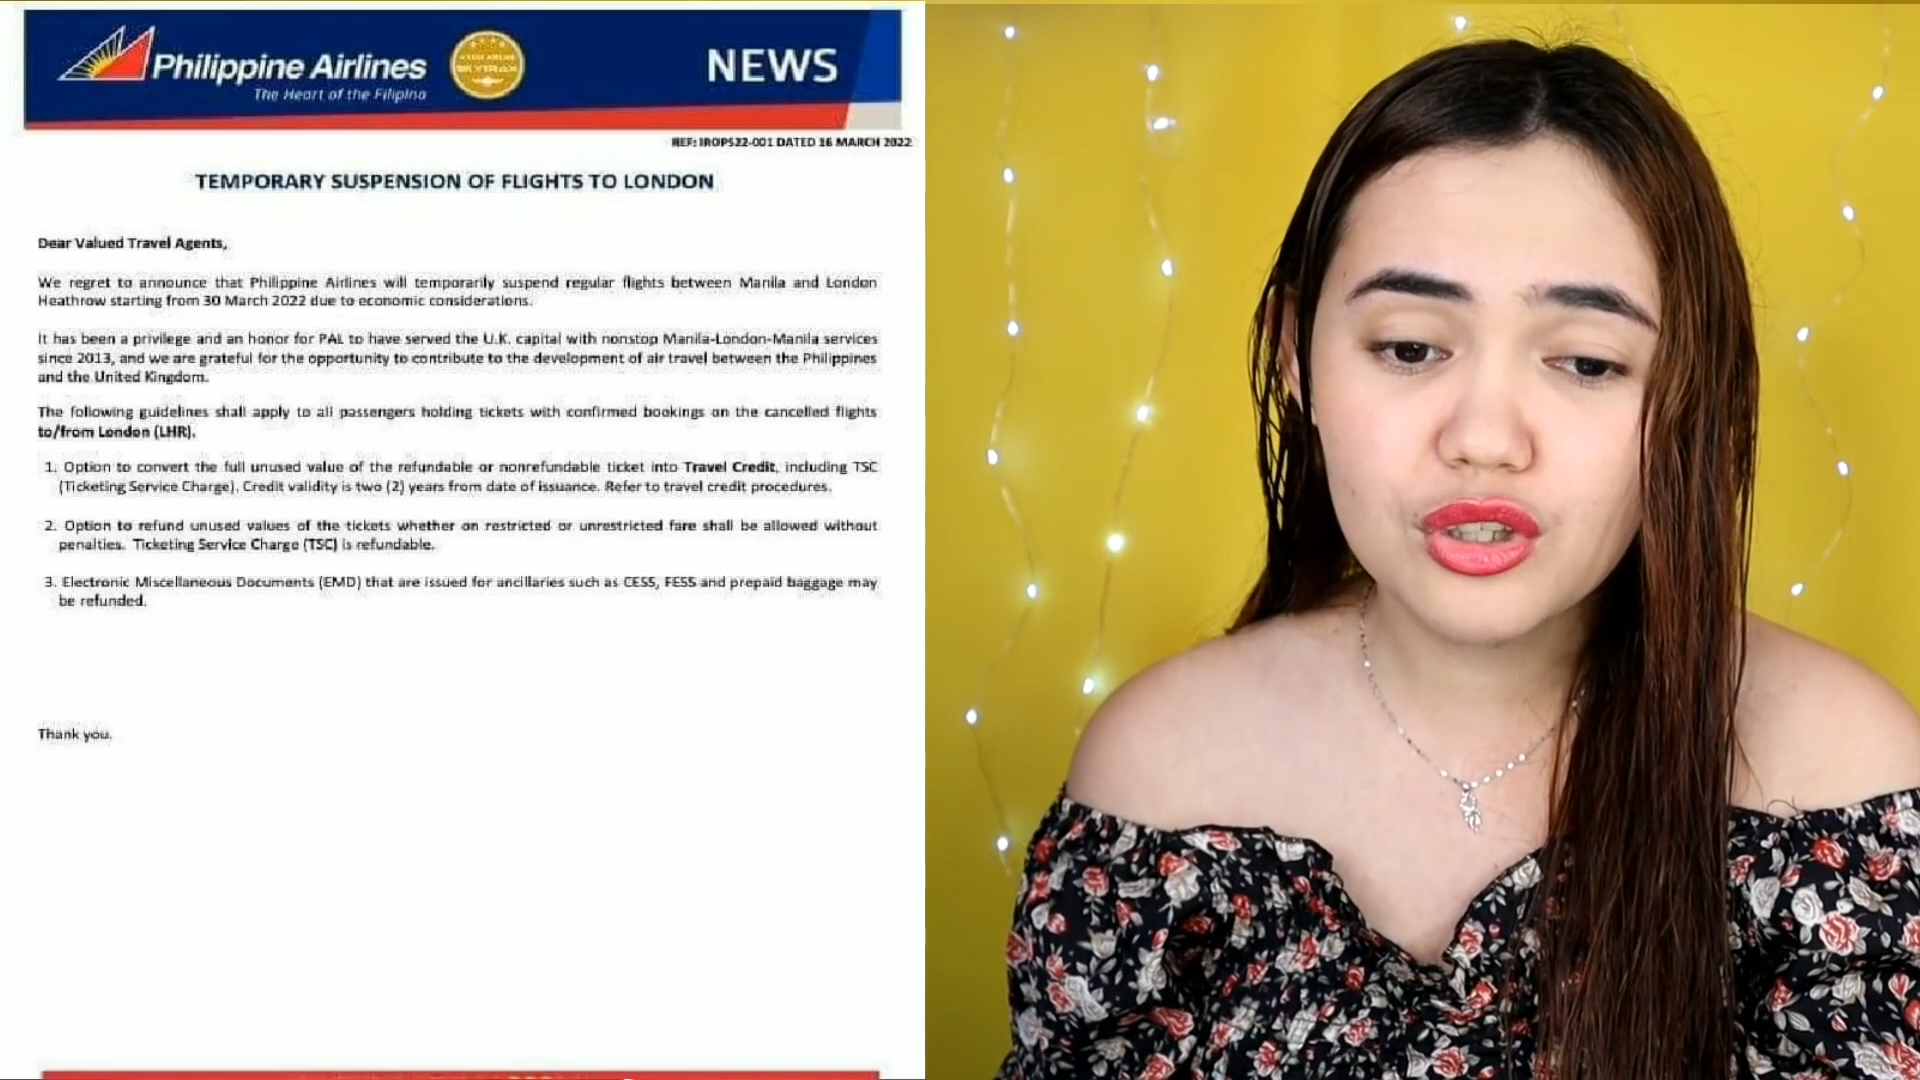 Philippine Airlines
The Heart of the Filipino
NEWS
REF: IROPS22-001 DATED 16 MARCH 2022
TEMPORARY SUSPENSION OF FLIGHTS TO LONDON
Dear Valued Travel Agents,
We regret to announce that Philippine Airlines will temporarily suspend regular flights between Manila and London
Heathrow starting from 30 March 2022 due to economic considerations.
It has been a privilege and an honor for PAL to have served the U.K. capital with nonstop Manila-London-Manila services
since 2013, and we are grateful for the opportunity to contribute to the development of air travel between the Philippines
and the United Kingdom.
The following guidelines shall apply to all passengers holding tickets with confirmed bookings on the cancelled flights
to/from London (LHR).
1. Option to convert the full unused value of the refundable or nonrefundable ticket into Travel Credit, including TSC
(Ticketing Service Charge). Credit validity is two (2) years from date of issuance. Refer to travel credit procedures.
2. Option to refund unused values of the tickets whether on restricted or unrestricted fare shall be allowed without
penalties. Ticketing Service Charge (TSC) is refundable.
3. Electronic Miscellaneous Documents (EMD) that are issued for ancillaries such as CESS, FESS and prepaid baggage may
be refunded.
Thank you.